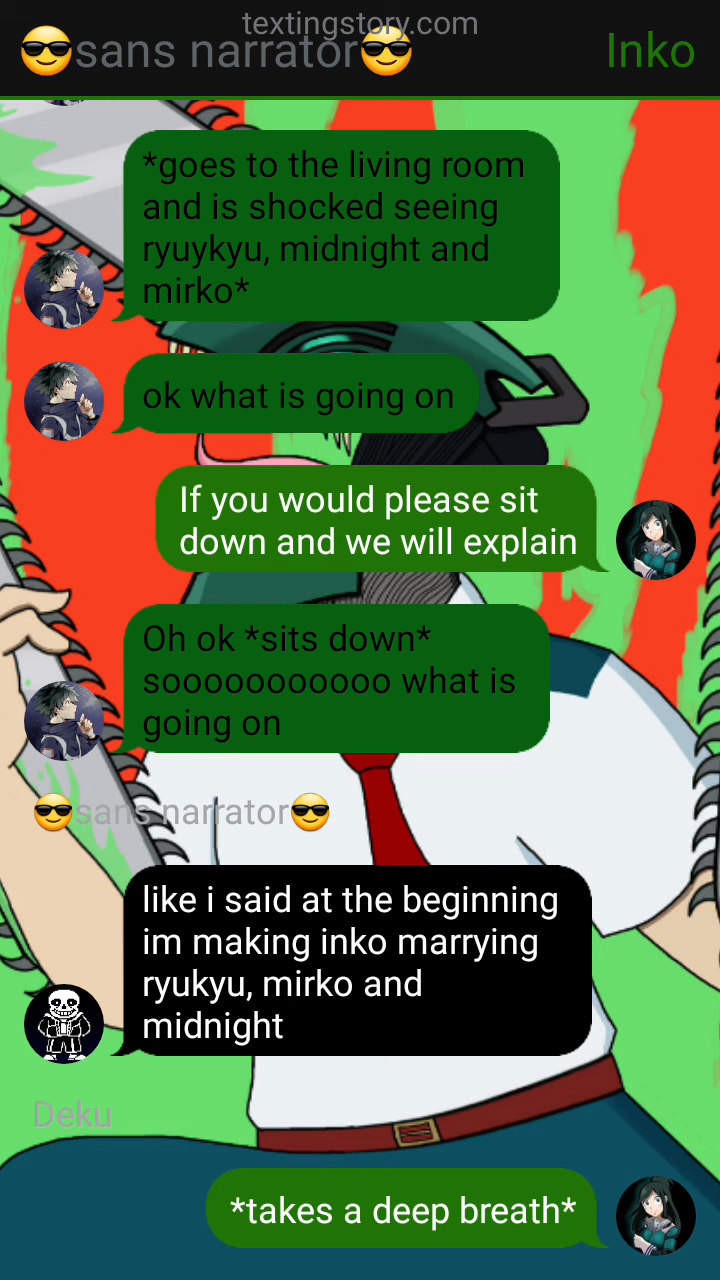 textingstory.com
😎sans narrator😎
Inko
*goes to the living room
and is shocked seeing
ryuykyu, midnight and
mirko*
ok what is going on
If you would please sit
down and we will explain
Oh ok *sits down*
sooooooooooo what is
going on
😎sans narrator😎
like i said at the beginning
im making inko marrying
ryukyu, mirko and
midnight
Deku
*takes a deep breath*